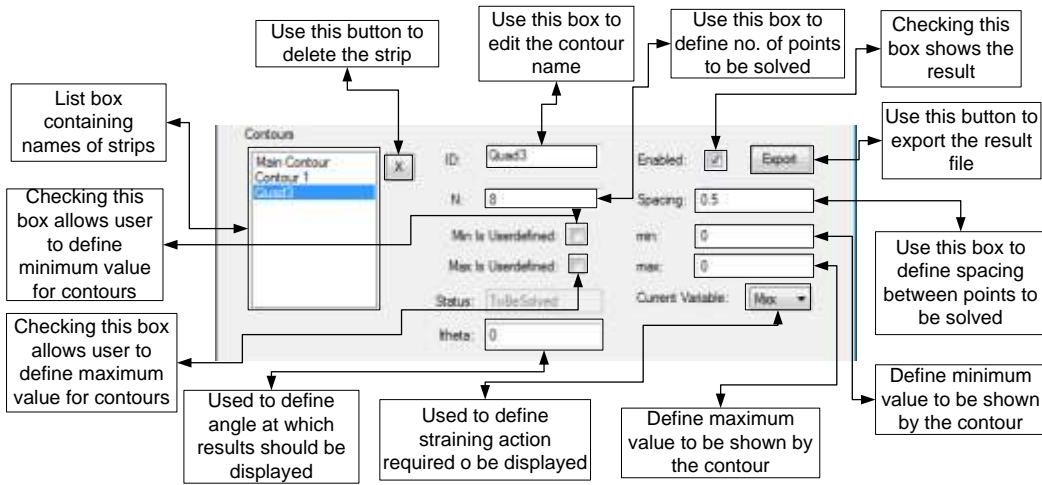 Use this button to
delete the strip
Use this box to
edit the contour
name
Use this box to
define no. of points
to be solved
Checking this
box shows the
result
List box
containing
names of strips
Use this button to
export the result
file
Checking this
box allows user
to define
minimum value
for contours
Use this box to
define spacing
between points to
be solved
Checking this box
allows user to
define maximum
value for contours
Define minimum
value to be shown
by the contour
Used to define
angle at which
results should be
displayed
Used to define
straining action
required o be displayed
Define maximum
value to be shown by
the contour
Contours
Main Contour
Contour 1
Quad3
X
ID: Quad3
Enabled:
Export
N: 8
Spacing: 0.5
Min Is Userdefined:
min: 0
Max Is Userdefined:
max: 0
Status: ToBeSolved
Current Variable: Mxx
ltheta: 0